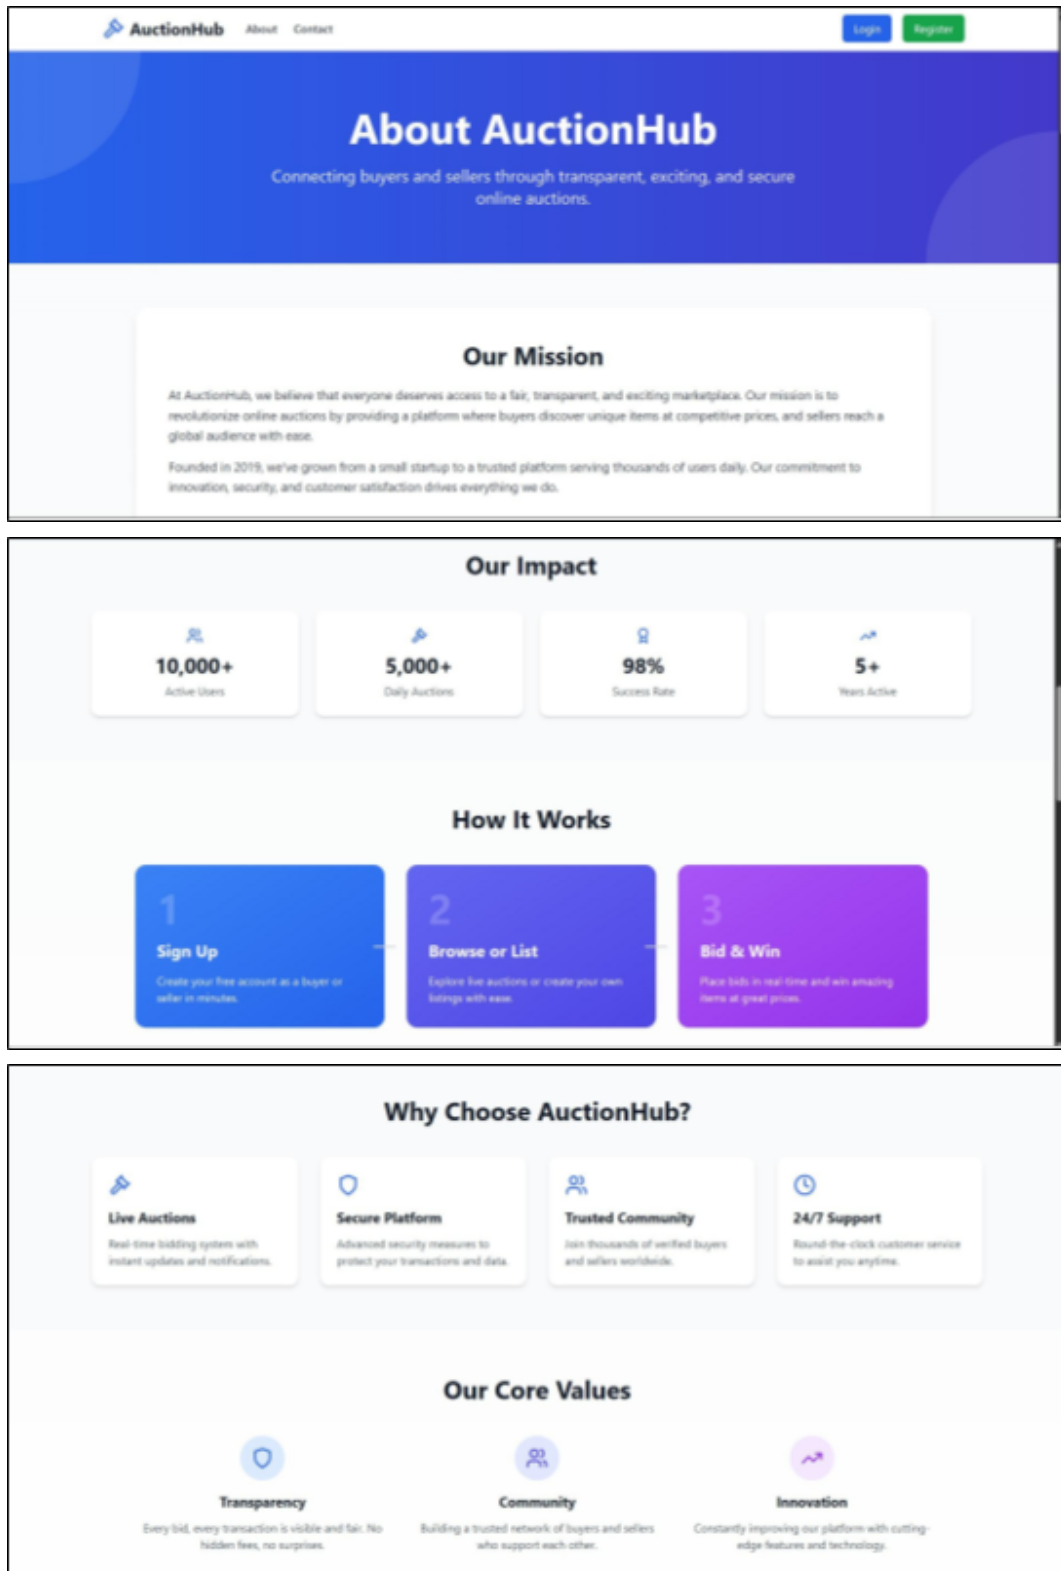 AuctionHub About Contact Login Register
About AuctionHub
Connecting buyers and sellers through transparent, exciting, and secure
online auctions.
Our Mission
At AuctionHub, we believe that everyone deserves access to a fair, transparent, and exciting marketplace. Our mission is to
revolutionize online auctions by providing a platform where buyers discover unique items at competitive prices, and sellers reach a
global audience with ease.
Founded in 2019, we've grown from a small startup to a trusted platform serving thousands of users daily. Our commitment to
innovation, security, and customer satisfaction drives everything we do.
Our Impact
10,000+
Active Users
5,000+
Daily Auctions
98%
Success Rate
5+
Years Active
How It Works
1
Sign Up
Create your free account as a buyer or
seller in minutes.
2
Browse or List
Explore live auctions or create your own
listings with ease.
3
Bid & Win
Place bids in real-time and win amazing
items at great prices.
Why Choose AuctionHub?
Live Auctions
Real-time bidding system with
instant updates and notifications.
Secure Platform
Advanced security measures to
protect your transactions and data.
Trusted Community
Join thousands of verified buyers
and sellers worldwide.
24/7 Support
Round-the-clock customer service
to assist you anytime.
Our Core Values
Transparency
Every bid, every transaction is visible and fair. No
hidden fees, no surprises.
Community
Building a trusted network of buyers and sellers
who support each other.
Innovation
Constantly improving our platform with cutting-
edge features and technology.